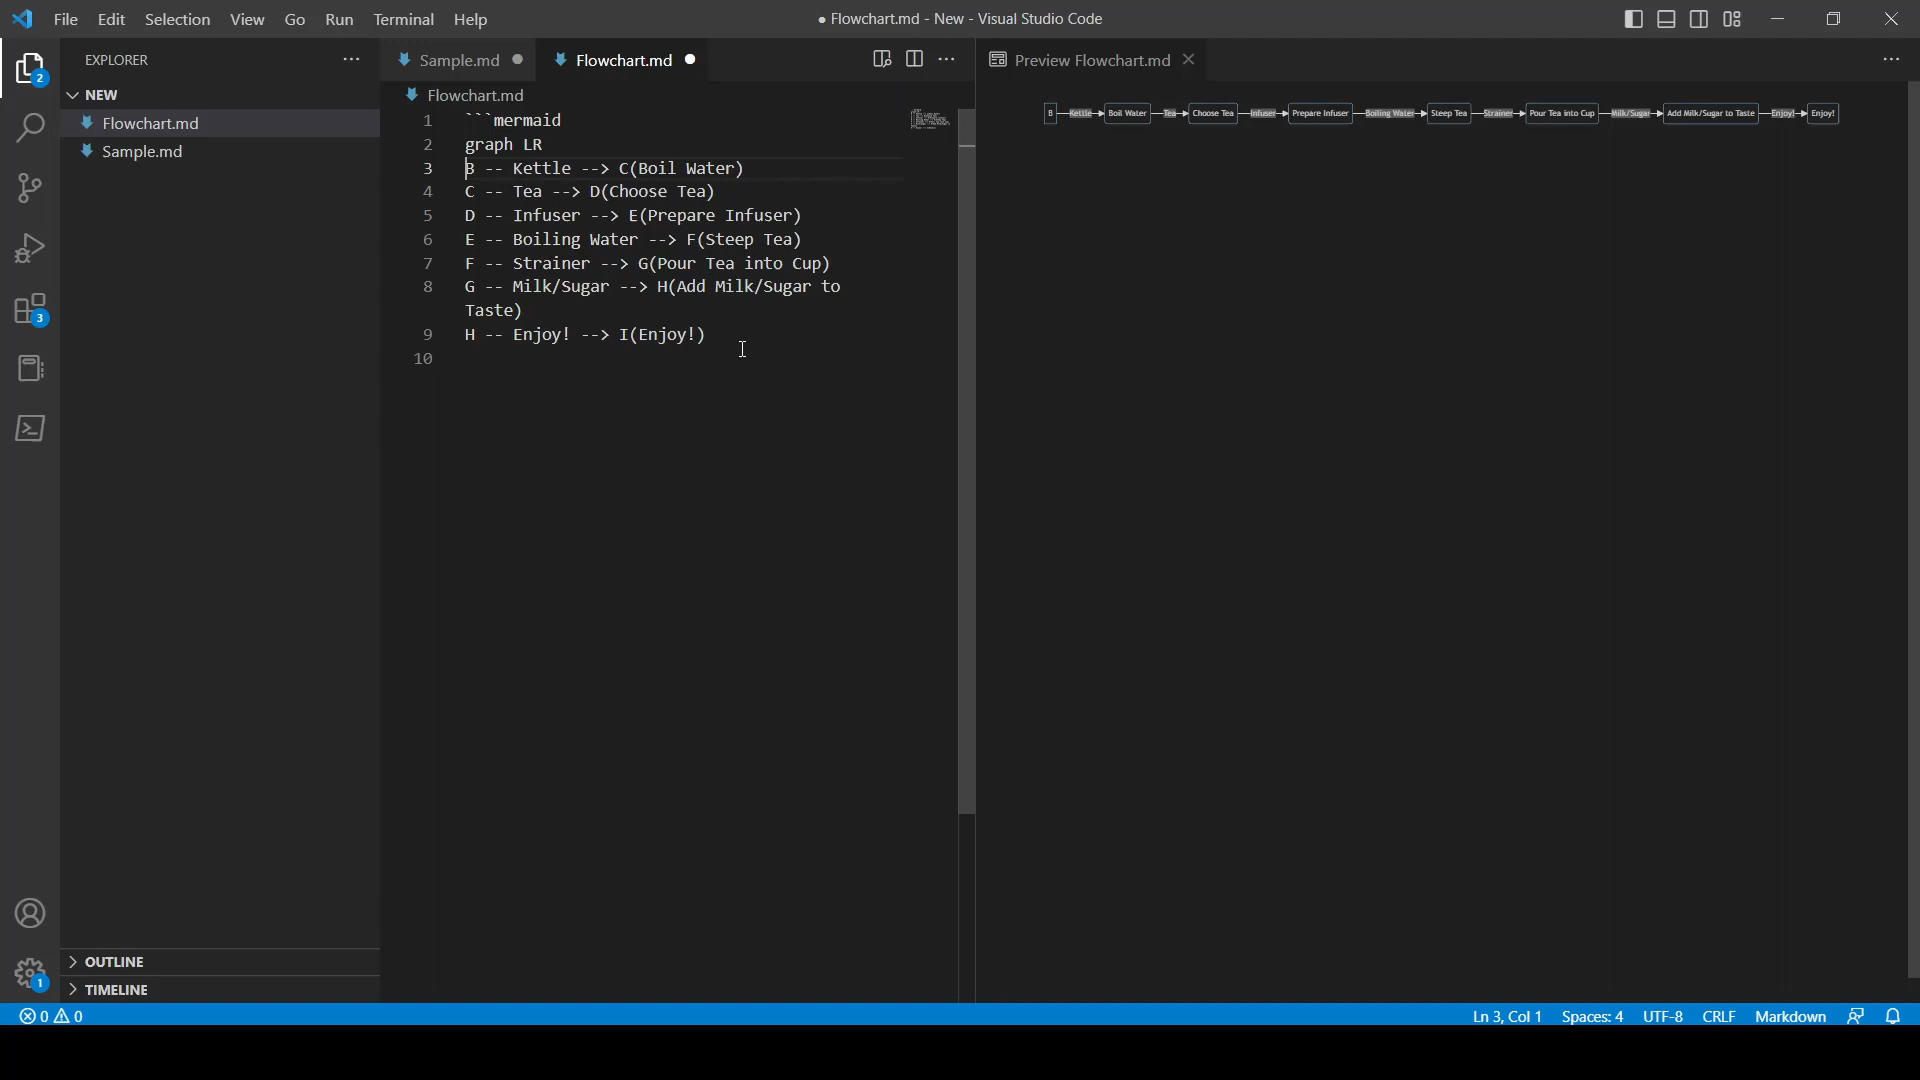 File Edit Selection View Go Run Terminal Help
● Flowchart.md - New - Visual Studio Code
EXPLORER
Sample.md
Flowchart.md
Preview Flowchart.md
2
NEW
Flowchart.md
Flowchart.md
Sample.md
1 ```mermaid
2 graph LR
3 B -- Kettle --> C(Boil Water)
4 C -- Tea --> D(Choose Tea)
5 D -- Infuser --> E(Prepare Infuser)
6 E -- Boiling Water --> F(Steep Tea)
7 F -- Strainer --> G(Pour Tea into Cup)
8 G -- Milk/Sugar --> H(Add Milk/Sugar to
Taste)
9 H -- Enjoy! --> I(Enjoy!)
10
B Kettle Boil Water Tea Choose Tea Infuser Prepare Infuser Boiling Water Steep Tea Strainer Pour Tea into Cup Milk/Sugar Add Milk/Sugar to Taste Enjoy! Enjoy!
3
OUTLINE
1
TIMELINE
0 0
Ln 3, Col 1 Spaces: 4 UTF-8 CRLF Markdown